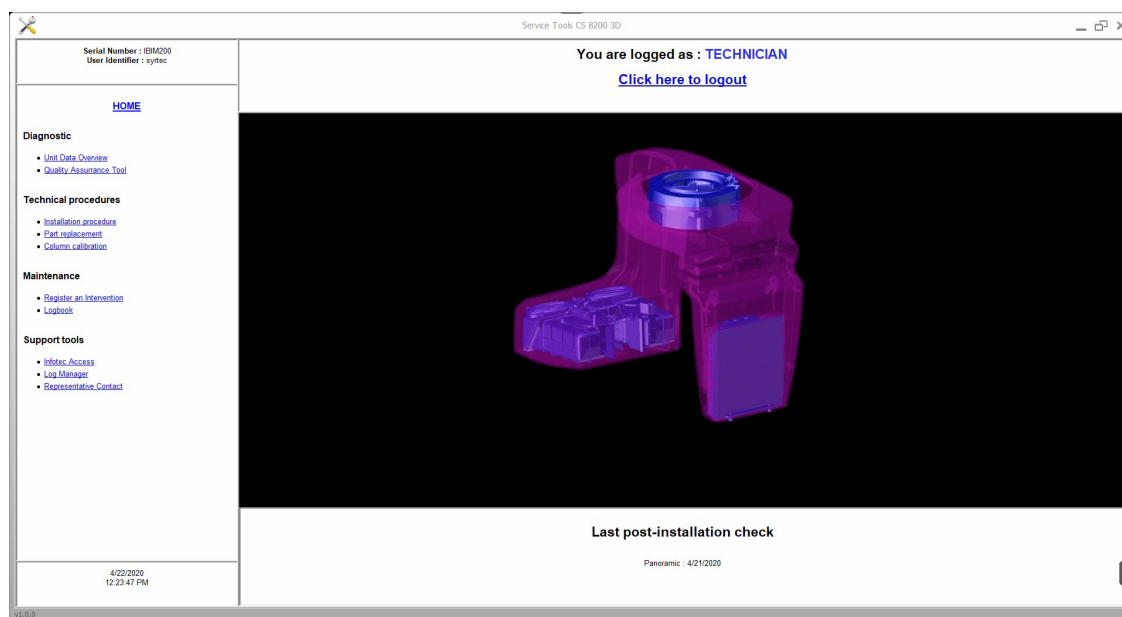 Service Tools CS 8200 3D
Serial Number : IBIM200
User Identifier : syrtec
HOME
Diagnostic
Unit Data Overview
Quality Assurrance Tool
Technical procedures
Installation procedure
Part replacement
Column calibration
Maintenance
Register an Intervention
Logbook
Support tools
Infotec Access
Log Manager
Representative Contact
4/22/2020
12:23:47 PM
You are logged as : TECHNICIAN
Click here to logout
Last post-installation check
Panoramic : 4/21/2020
v1.0.0